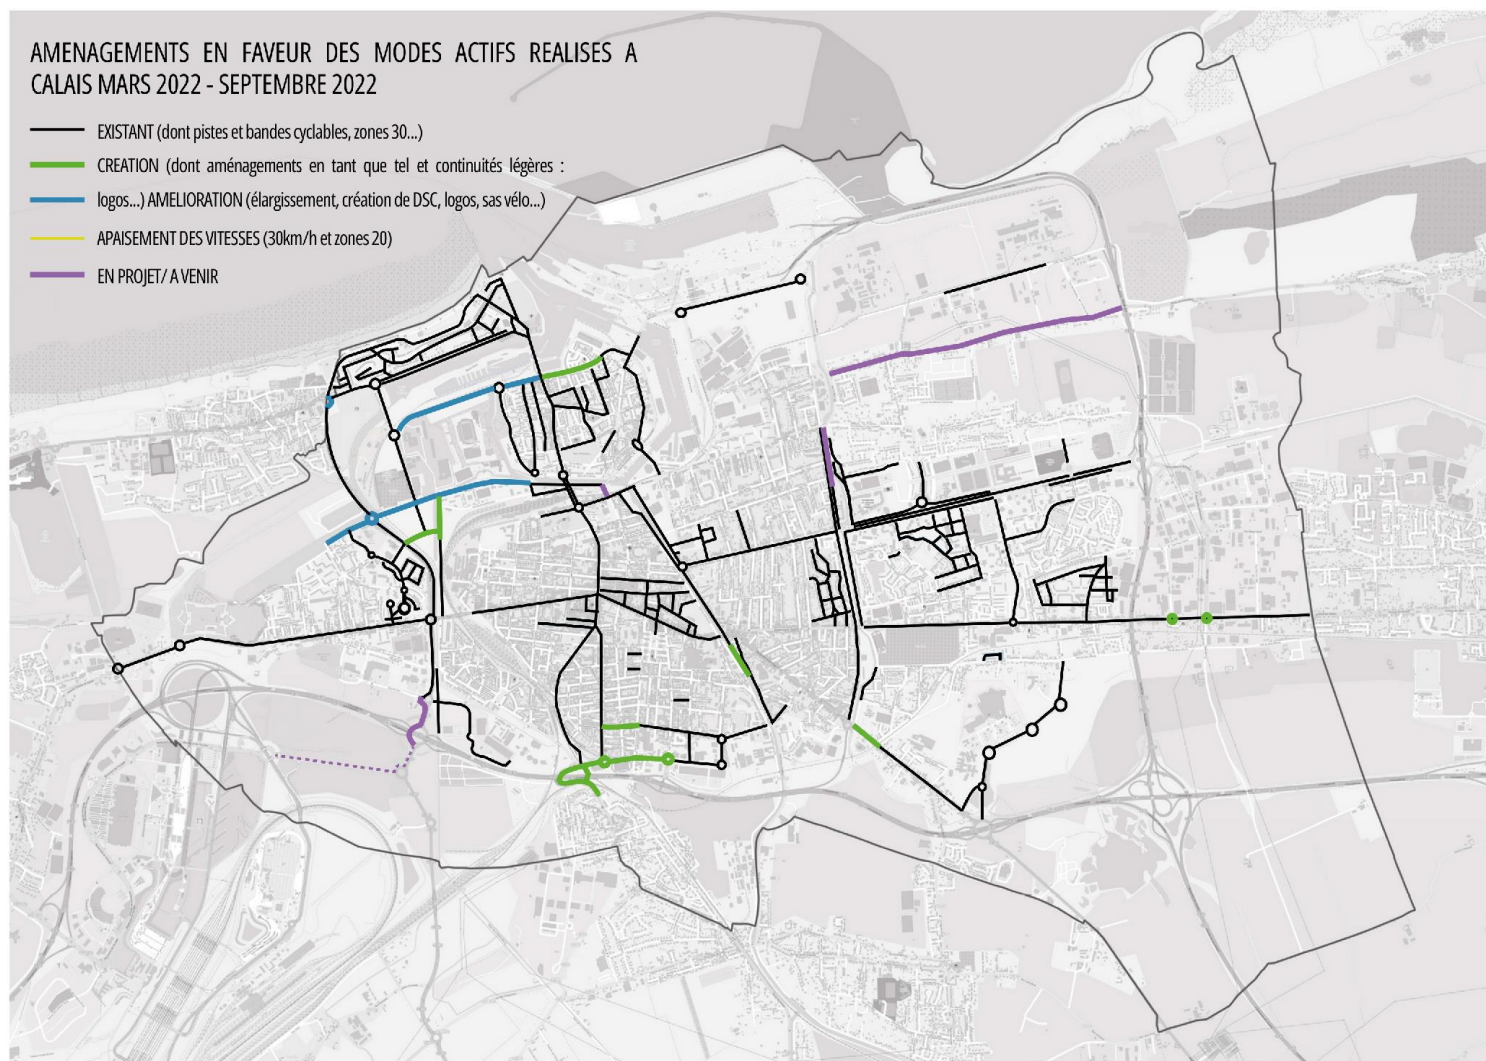 AMENAGEMENTS EN FAVEUR DES MODES ACTIFS REALISES A
CALAIS MARS 2022 - SEPTEMBRE 2022
EXISTANT (dont pistes et bandes cyclables, zones 30...)
CREATION (dont aménagements en tant que tel et continuités légères :
logos...) AMELIORATION (élargissement, création de DSC, logos, sas vélo...)
APAISEMENT DES VITESSES (30km/h et zones 20)
EN PROJET/ A VENIR